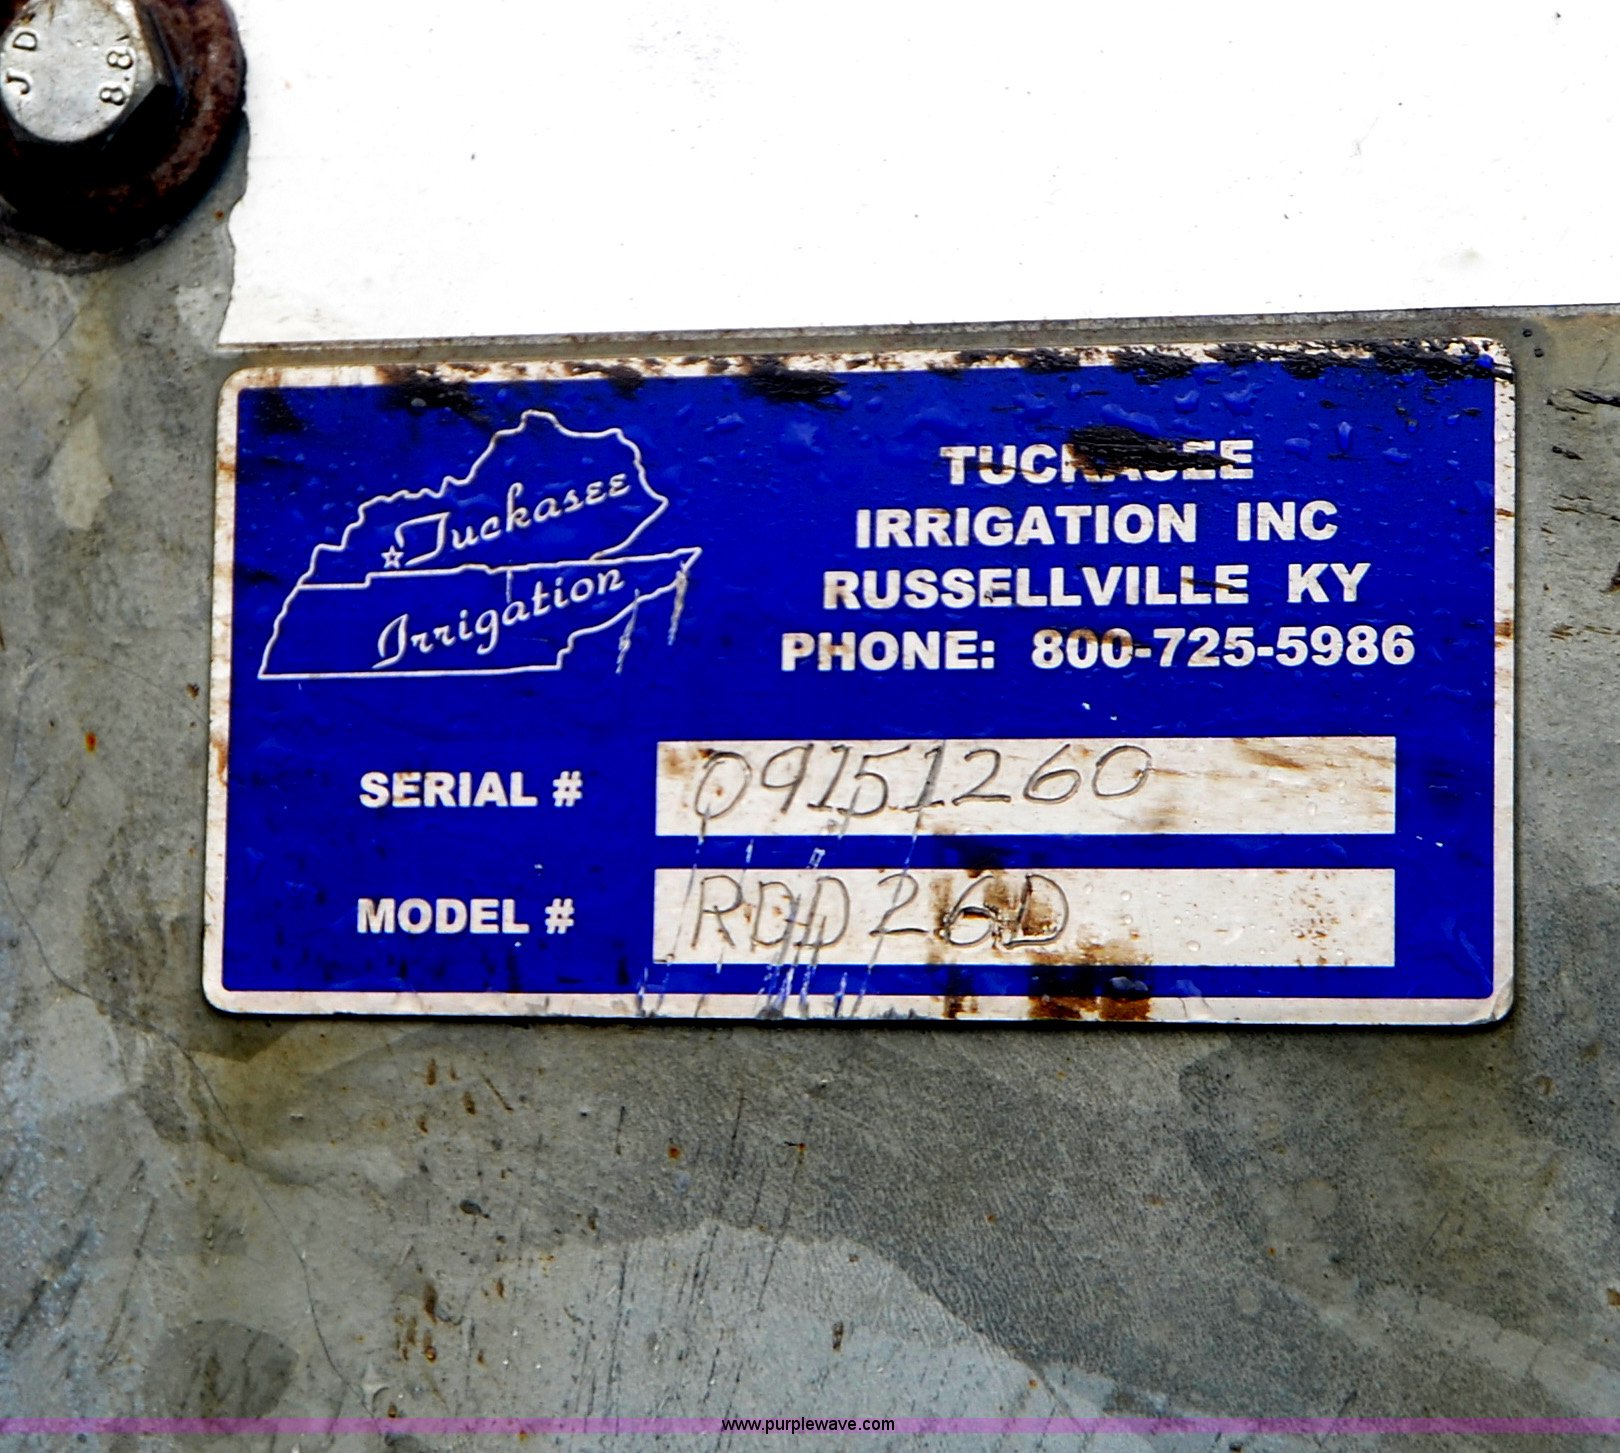 J D
8.8
Tuckasee
Irrigation
TUCKASEE
IRRIGATION INC
RUSSELLVILLE KY
PHONE: 800-725-5986
SERIAL # 09151260
MODEL # RDD26D
www.purplewave.com